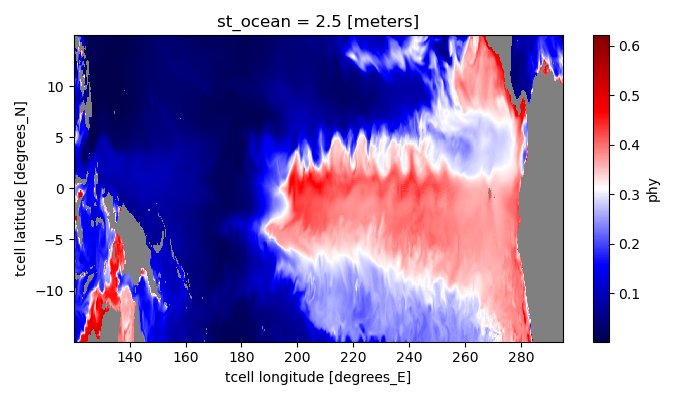 st_ocean = 2.5 [meters]
10
5
0
−5
−10
tcell latitude [degrees_N]
140 160 180 200 220 240 260 280
tcell longitude [degrees_E]
0.6
0.5
0.4
0.3
0.2
0.1
phy